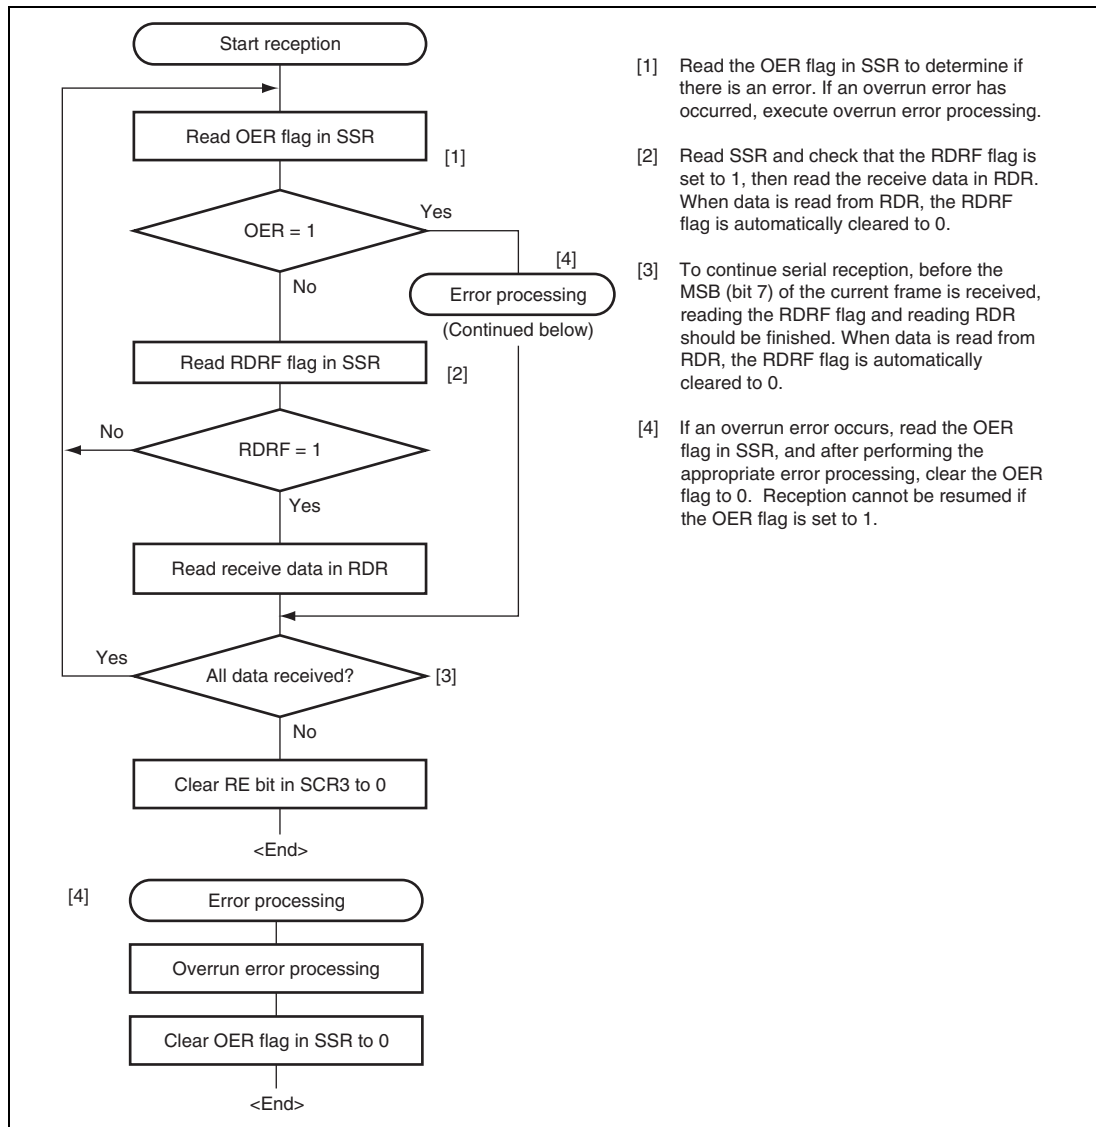 Start reception
Read OER flag in SSR
[1]
OER = 1
Yes
No
[4]
Error processing
(Continued below)
Read RDRF flag in SSR
[2]
No
RDRF = 1
Yes
Read receive data in RDR
Yes
All data received?
[3]
No
Clear RE bit in SCR3 to 0
<End>
[4]
Error processing
Overrun error processing
Clear OER flag in SSR to 0
<End>
[1] Read the OER flag in SSR to determine if
there is an error. If an overrun error has
occurred, execute overrun error processing.
[2] Read SSR and check that the RDRF flag is
set to 1, then read the receive data in RDR.
When data is read from RDR, the RDRF
flag is automatically cleared to 0.
[3] To continue serial reception, before the
MSB (bit 7) of the current frame is received,
reading the RDRF flag and reading RDR
should be finished. When data is read from
RDR, the RDRF flag is automatically
cleared to 0.
[4] If an overrun error occurs, read the OER
flag in SSR, and after performing the
appropriate error processing, clear the OER
flag to 0. Reception cannot be resumed if
the OER flag is set to 1.